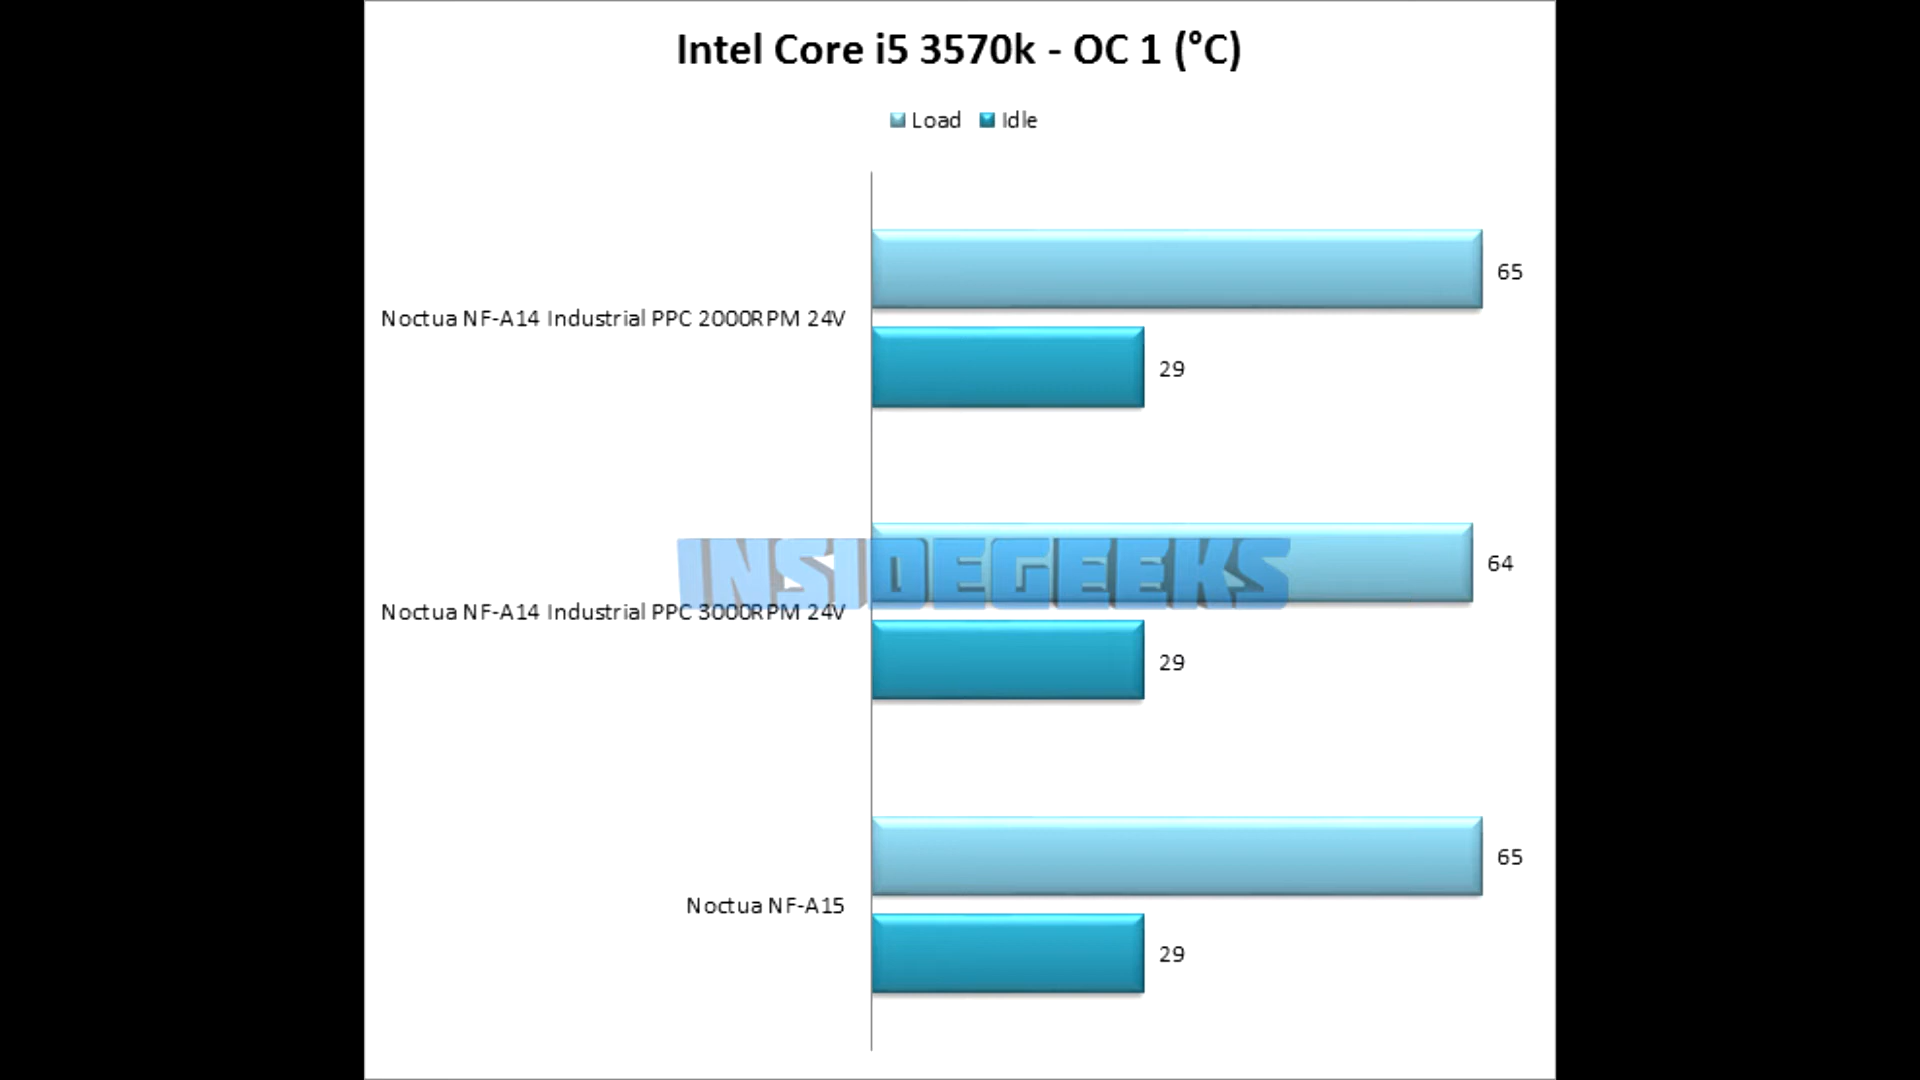 Intel Core i5 3570k - OC 1 (°C)
Load Idle
65
Noctua NF-A14 Industrial PPC 2000RPM 24V
29
INSIDEGEEKS
64
Noctua NF-A14 Industrial PPC 3000RPM 24V
29
65
Noctua NF-A15
29